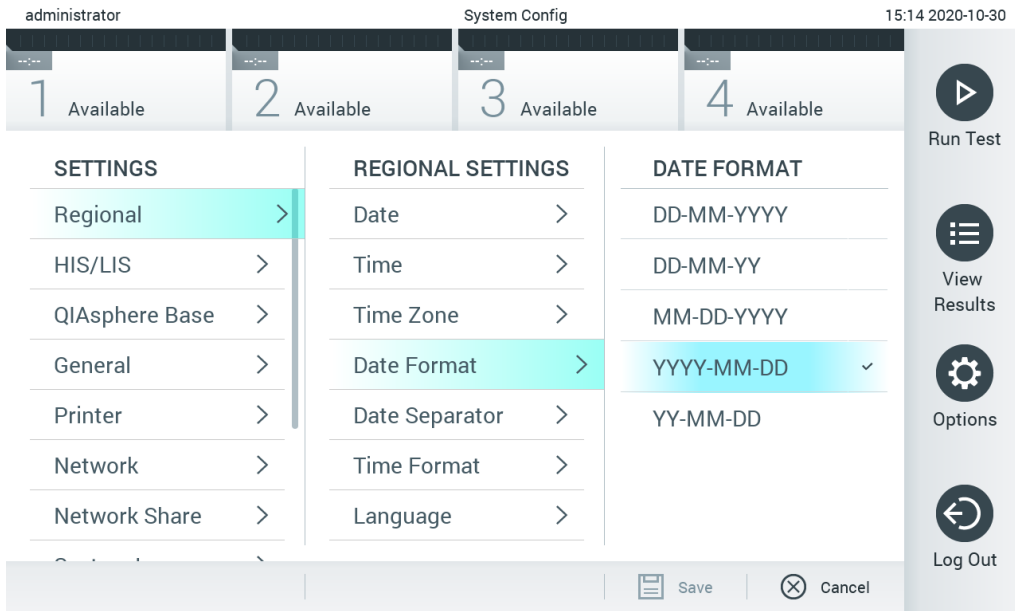 administrator System Config 15:14 2020-10-30
--:-- --:-- --:-- --:--
1 Available 2 Available 3 Available 4 Available
Run Test
View
Results
Options
Log Out
SETTINGS
Regional
HIS/LIS
QIAsphere Base
General
Printer
Network
Network Share
REGIONAL SETTINGS
Date
Time
Time Zone
Date Format
Date Separator
Time Format
Language
DATE FORMAT
DD-MM-YYYY
DD-MM-YY
MM-DD-YYYY
YYYY-MM-DD
YY-MM-DD
Save Cancel